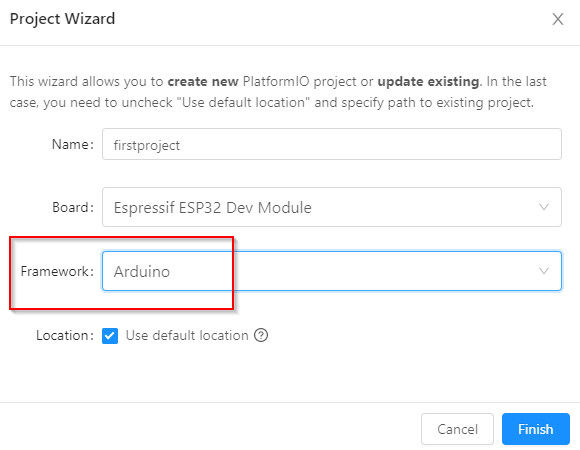 Project Wizard
This wizard allows you to create new PlatformIO project or update existing. In the last
case, you need to uncheck "Use default location" and specify path to existing project.
Name: firstproject
Board: Espressif ESP32 Dev Module
Framework: Arduino
Location: Use default location
Cancel Finish